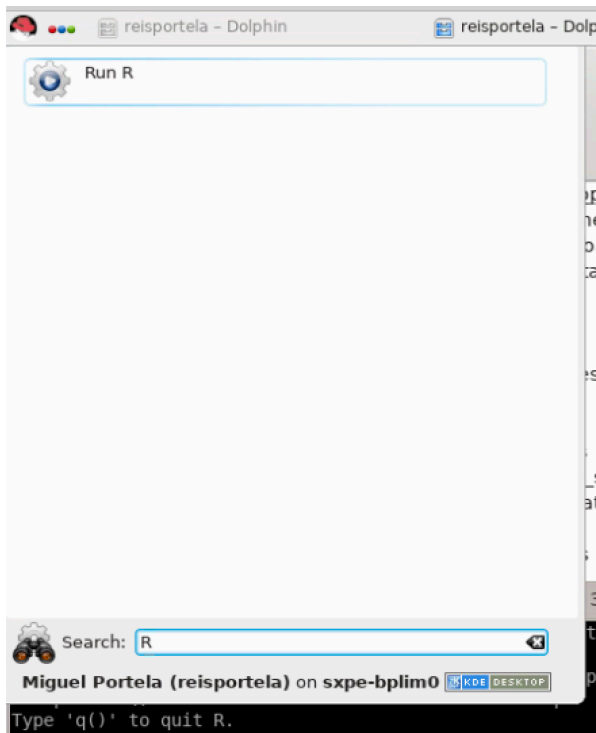 reisportela – Dolphin
reisportela – Dolp
Run R
Search: R
Miguel Portela (reisportela) on sxpe-bplim0 KDE DESKTOP
Type 'q()' to quit R.